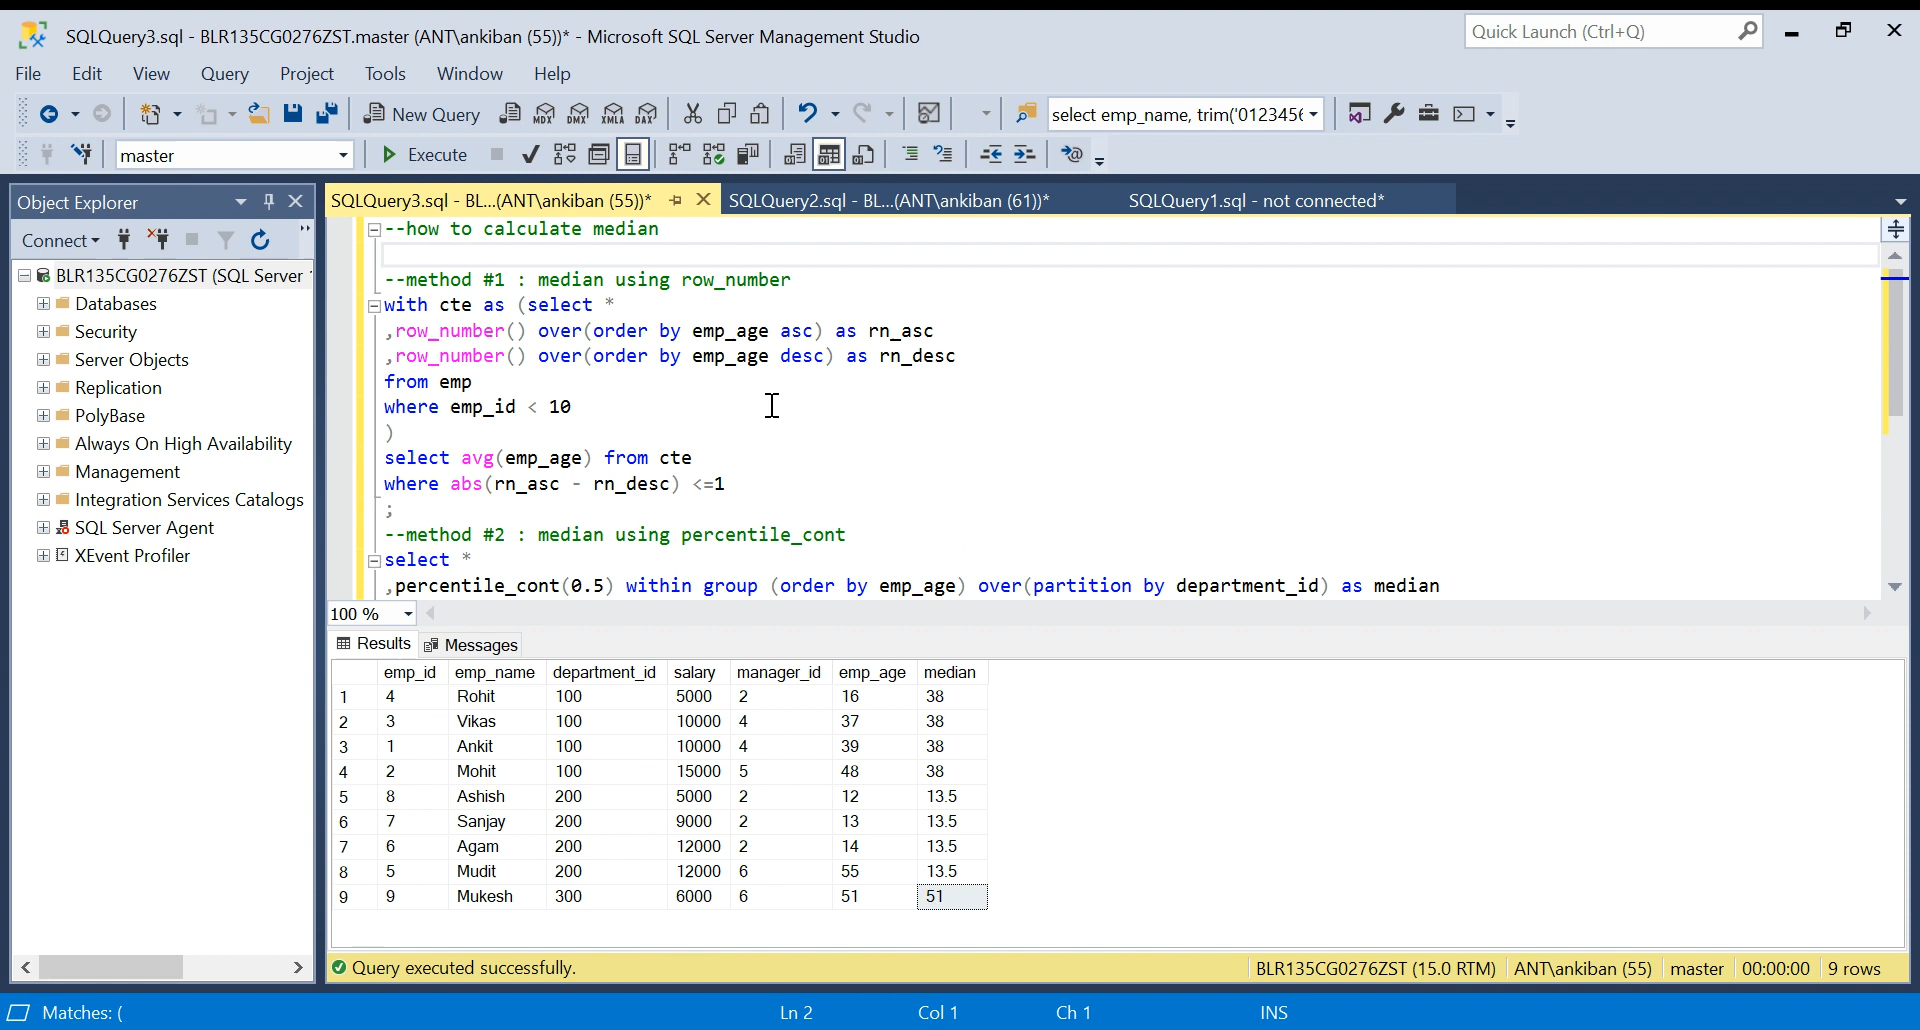 SQLQuery3.sql - BLR135CG0276ZST.master (ANT\ankiban (55))* - Microsoft SQL Server Management Studio
Quick Launch (Ctrl+Q)
File Edit View Query Project Tools Window Help
New Query MDX DMX XMLA DAX select emp_name, trim('0123456
master Execute
Object Explorer
SQLQuery3.sql - BL...(ANT\ankiban (55))* SQLQuery2.sql - BL...(ANT\ankiban (61))* SQLQuery1.sql - not connected*
Connect
BLR135CG0276ZST (SQL Server
Databases
Security
Server Objects
Replication
PolyBase
Always On High Availability
Management
Integration Services Catalogs
SQL Server Agent
XEvent Profiler
--how to calculate median
--method #1 : median using row_number
with cte as (select *
,row_number() over(order by emp_age asc) as rn_asc
,row_number() over(order by emp_age desc) as rn_desc
from emp
where emp_id < 10
)
select avg(emp_age) from cte
where abs(rn_asc - rn_desc) <=1
;
--method #2 : median using percentile_cont
select *
,percentile_cont(0.5) within group (order by emp_age) over(partition by department_id) as median
100 %
Results Messages
emp_id emp_name department_id salary manager_id emp_age median
1 4 Rohit 100 5000 2 16 38
2 3 Vikas 100 10000 4 37 38
3 1 Ankit 100 10000 4 39 38
4 2 Mohit 100 15000 5 48 38
5 8 Ashish 200 5000 2 12 13.5
6 7 Sanjay 200 9000 2 13 13.5
7 6 Agam 200 12000 2 14 13.5
8 5 Mudit 200 12000 6 55 13.5
9 9 Mukesh 300 6000 6 51 51
Query executed successfully. BLR135CG0276ZST (15.0 RTM) ANT\ankiban (55) master 00:00:00 9 rows
Matches: ( Ln 2 Col 1 Ch 1 INS